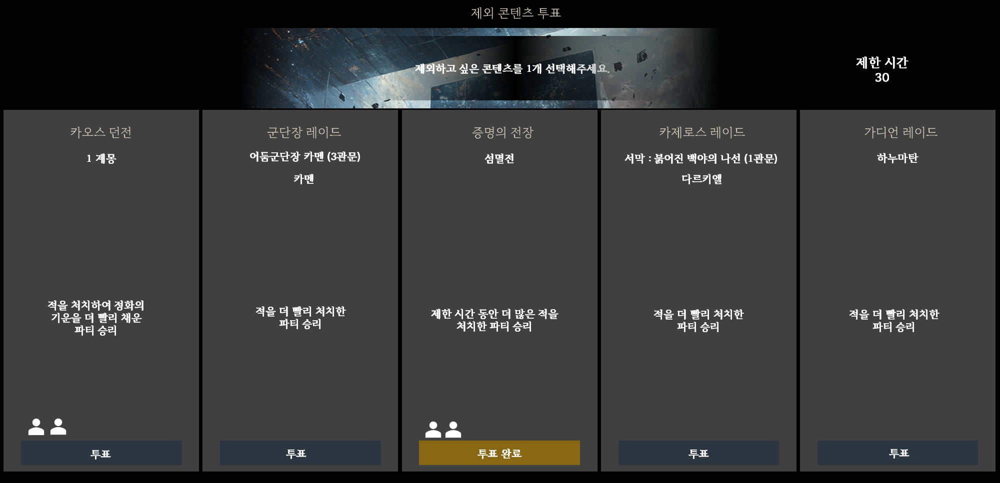 제외 콘텐츠 투표
제외하고 싶은 콘텐츠를 1개 선택해주세요.
제한 시간
30
카오스 던전
1 계몽
적을 처치하여 정화의
기운을 더 빨리 채운
파티 승리
투표
군단장 레이드
어둠군단장 카멘 (3관문)
카멘
적을 더 빨리 처치한
파티 승리
투표
증명의 전장
섬멸전
제한 시간 동안 더 많은 적을
처치한 파티 승리
투표 완료
카제로스 레이드
서막 : 붉어진 백야의 나선 (1관문)
다르키엘
적을 더 빨리 처치한
파티 승리
투표
가디언 레이드
하누마탄
적을 더 빨리 처치한
파티 승리
투표